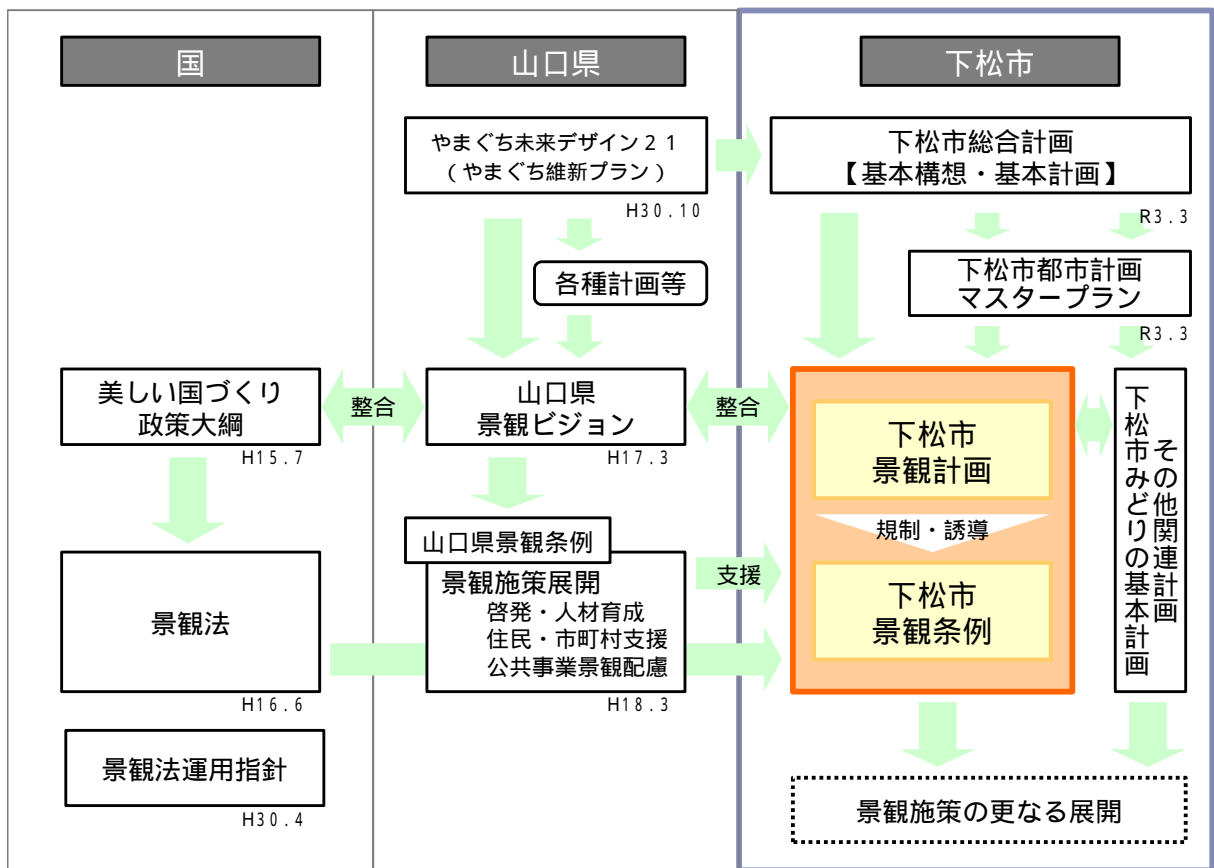 国
美しい国づくり
政策大綱
H15.7
景観法
H16.6
景観法運用指針
H30.4
整合
山口県
やまぐち未来デザイン２１
（やまぐち維新プラン）
H30.10
各種計画等
山口県
景観ビジョン
H17.3
山口県景観条例
景観施策展開
啓発・人材育成
住民・市町村支援
公共事業景観配慮
H18.3
整合
支援
下松市
下松市総合計画
【基本構想・基本計画】
R3.3
下松市都市計画
マスタープラン
R3.3
下松市
景観計画
規制・誘導
下松市
景観条例
その他関連計画
下松市みどりの基本計画
景観施策の更なる展開